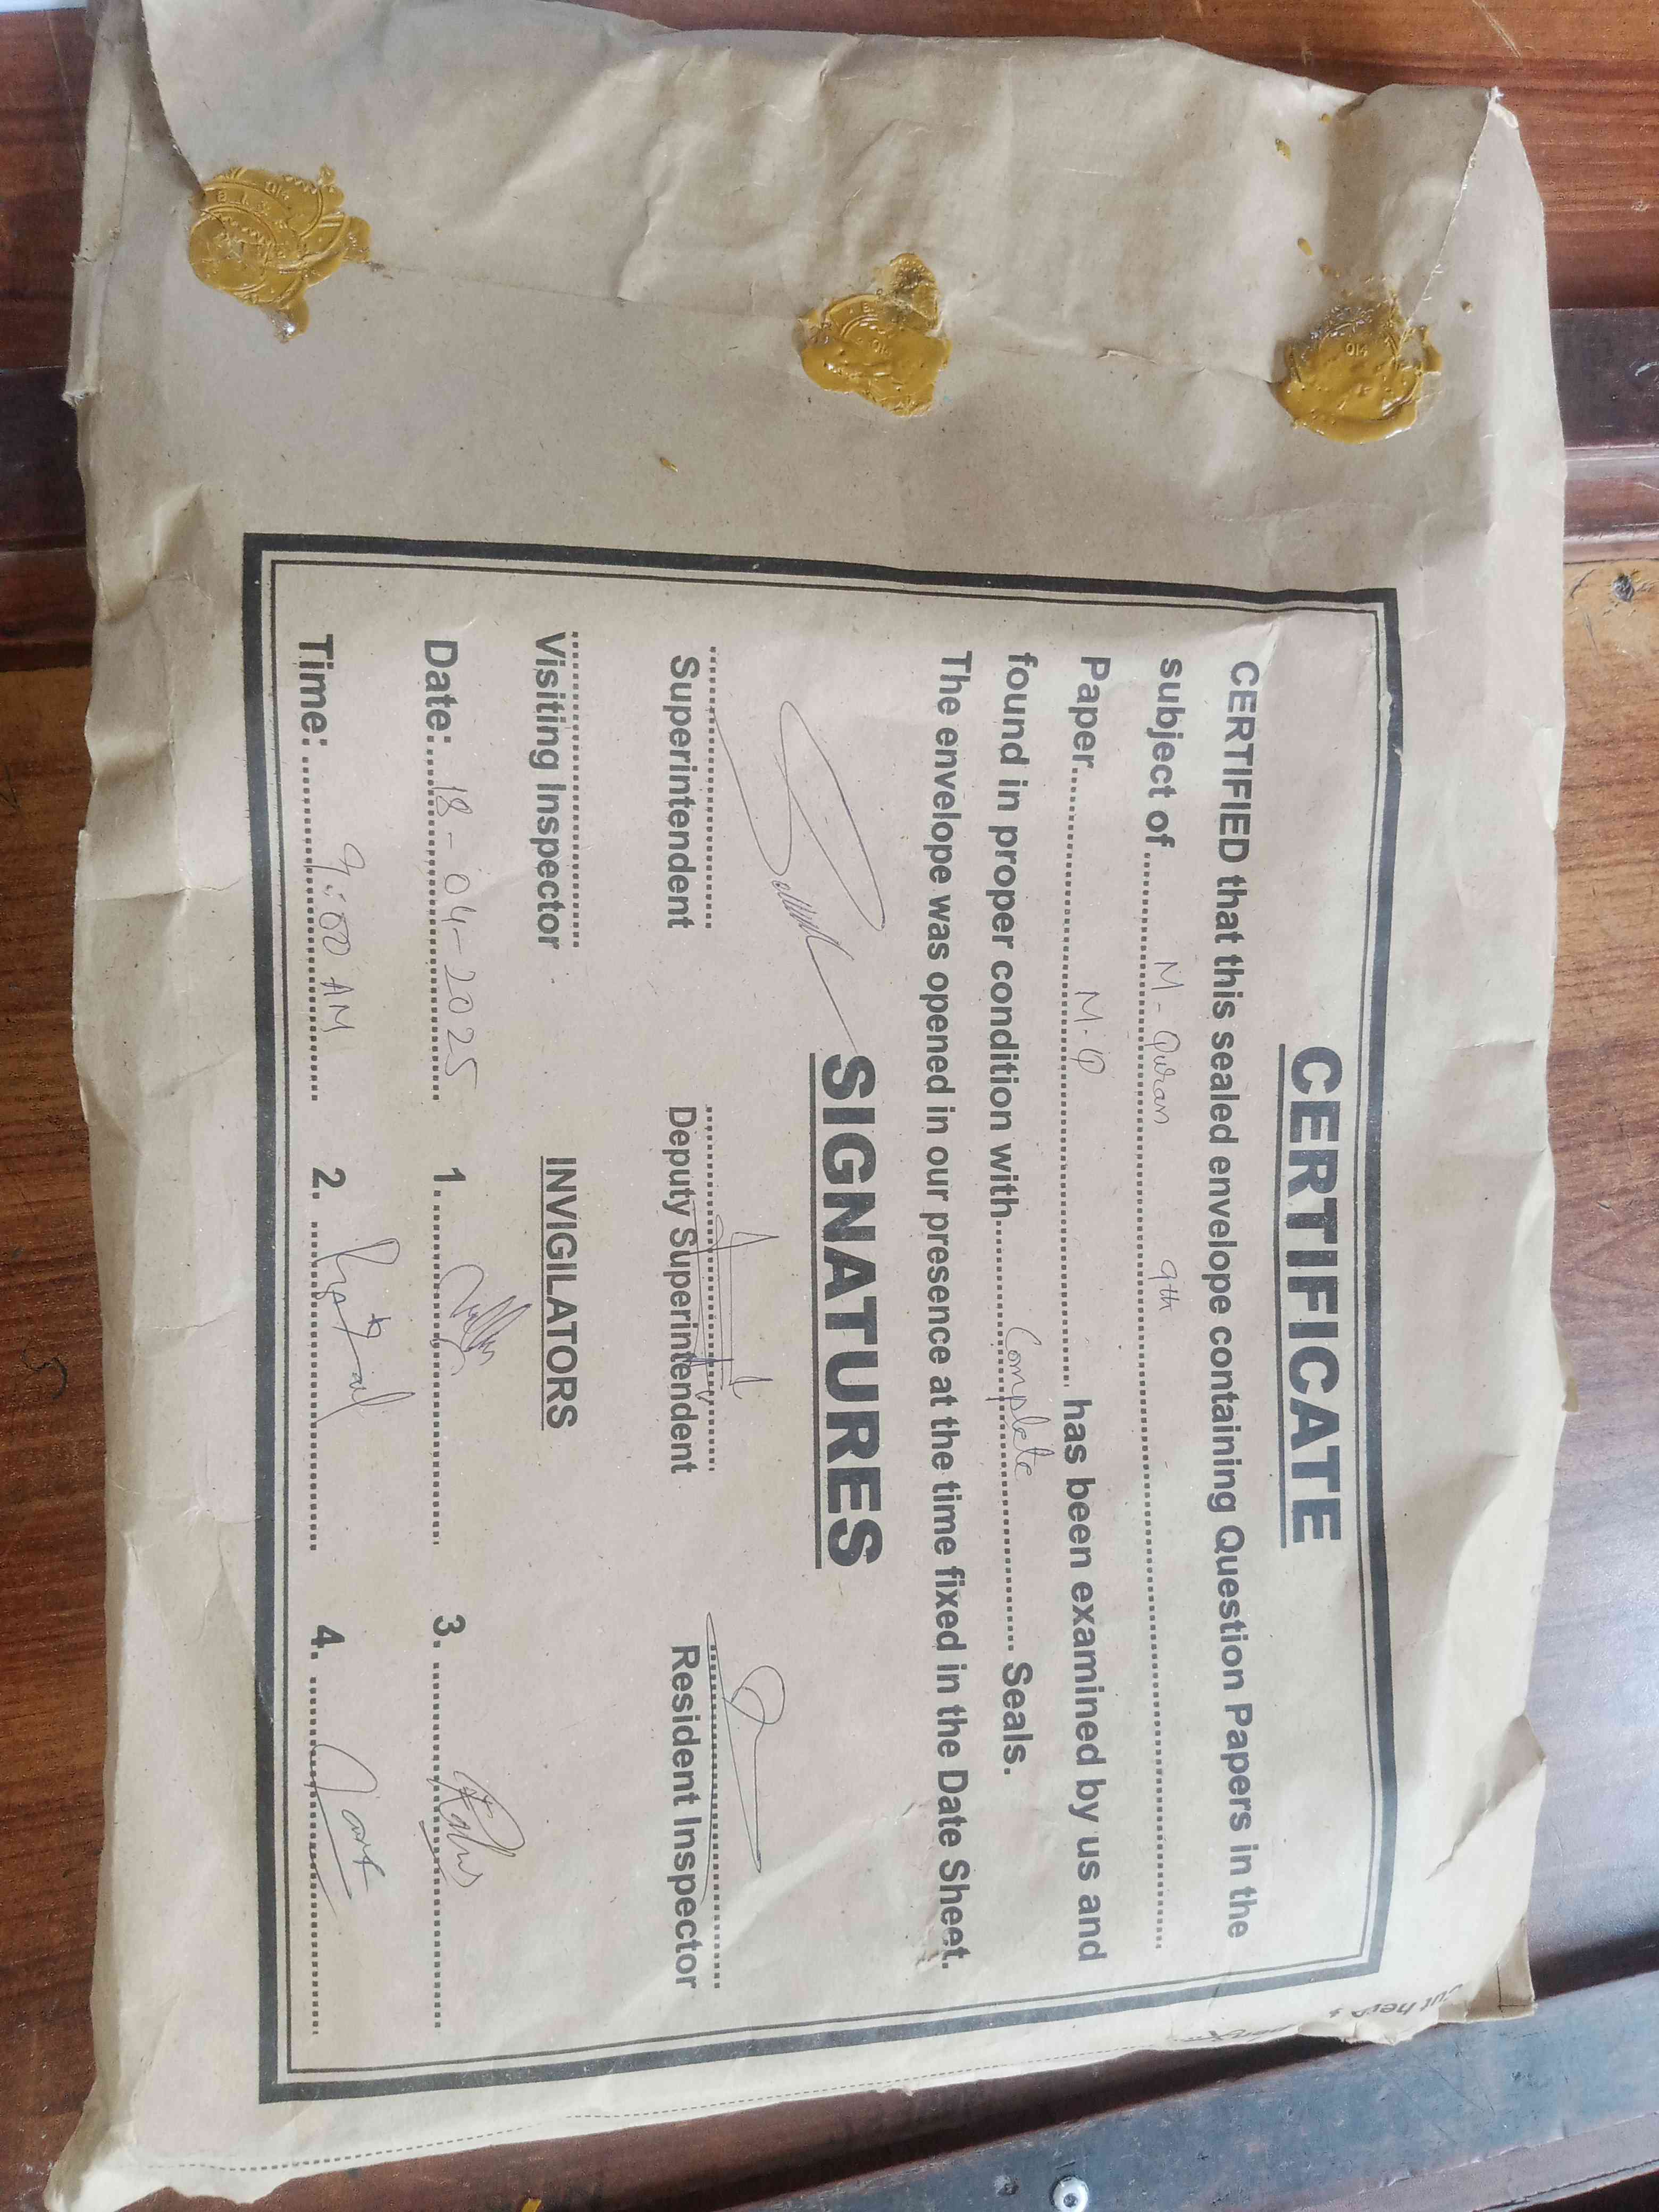 CERTIFICATE
CERTIFIED that this sealed envelope containing Question Papers in the
subject of M-Quran 9th
Paper M.Q has been examined by us and
found in proper condition with Complete Seals.
The envelope was opened in our presence at the time fixed in the Date Sheet.
SIGNATURES
Superintendent Deputy Superintendent Resident Inspector
Visiting Inspector
INVIGILATORS
Date: 18-04-2025 1. 3.
Time: 9:00 AM 2. 4.